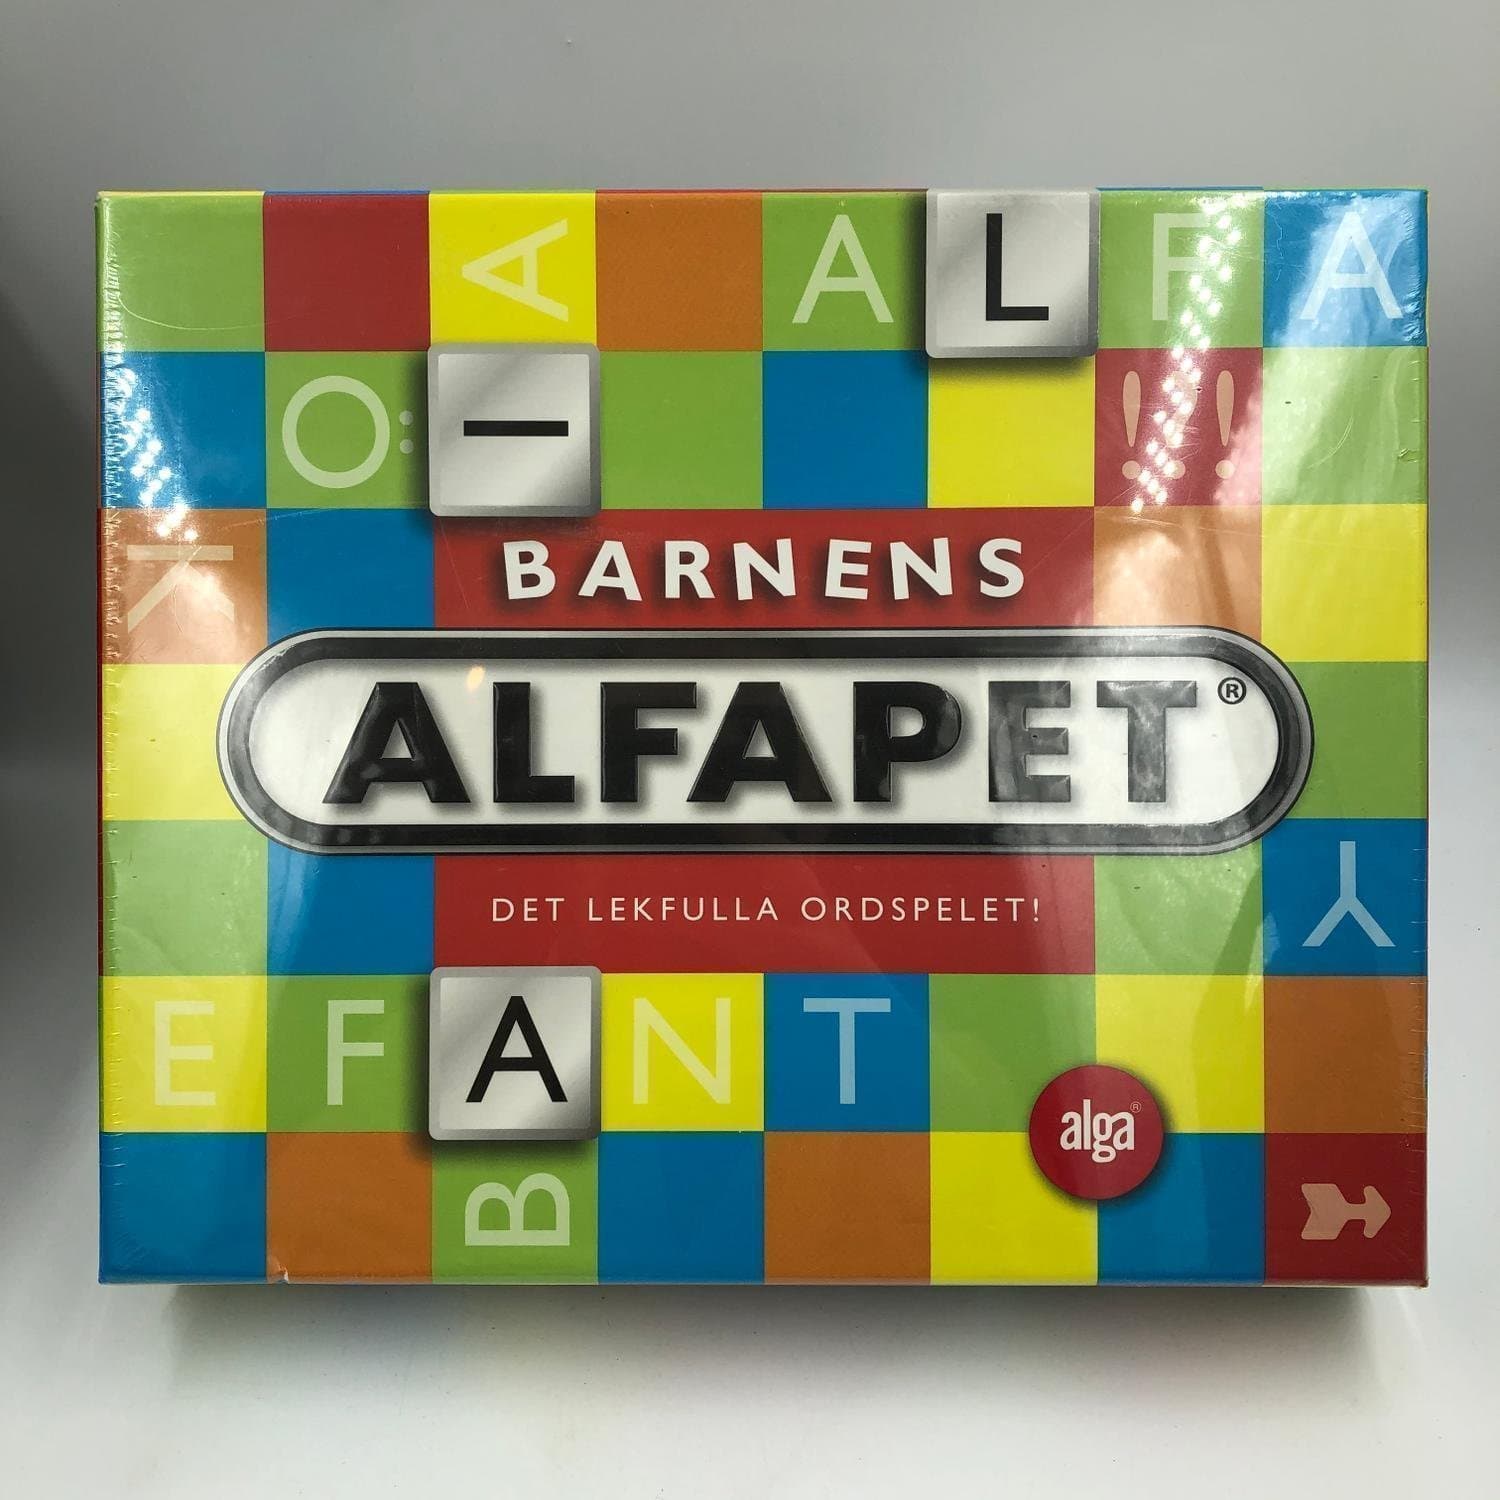 A A L F A
Ö I !!!
K
BARNENS
ALFAPET®
DET LEKFULLA ORDSPELET!
Y
E F A N T
alga®
B